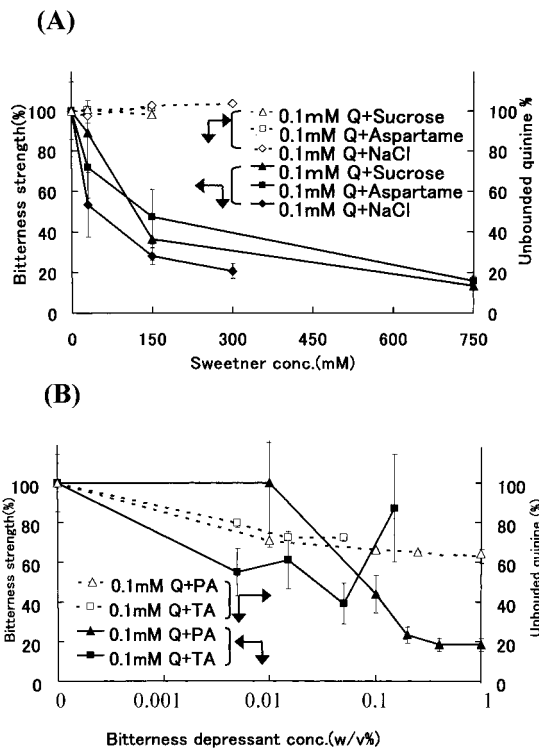 (A)
Bitterness strength(%)
100
80
60
40
20
0
0 150 300 450 600 750
Sweetner conc.(mM)
100
80
60
40
20
0
Unbounded quinine %
0.1mM Q+Sucrose
0.1mM Q+Aspartame
0.1mM Q+NaCl
0.1mM Q+Sucrose
0.1mM Q+Aspartame
0.1mM Q+NaCl
(B)
Bitterness strength(%)
100
80
60
40
20
0
0 0.001 0.01 0.1 1
Bitterness depressant conc.(w/v%)
100
80
60
40
20
0
Unbouded quinine (%)
0.1mM Q+PA
0.1mM Q+TA
0.1mM Q+PA
0.1mM Q+TA